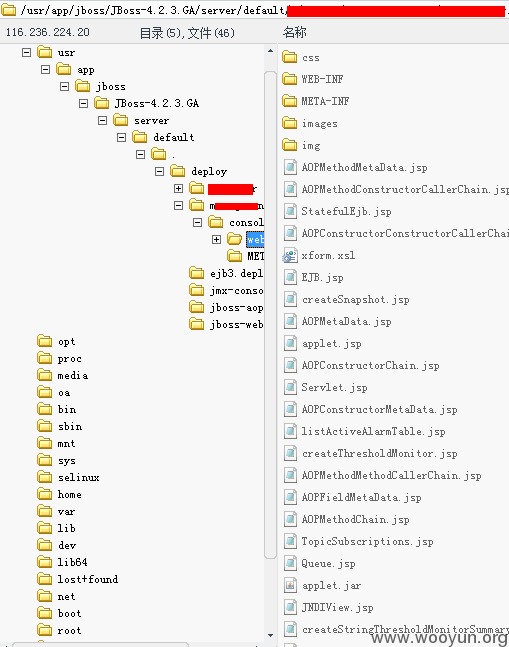 /usr/app/jboss/JBoss-4.2.3.GA/server/default/
116.236.224.20 目录(5),文件(46) 名称
usr
app
jboss
JBoss-4.2.3.GA
server
default
.
deploy
r
m n
consol
web
MET
ejb3.depl
jmx-conso
jboss-aop
jboss-web
opt
proc
media
oa
bin
sbin
mnt
sys
selinux
home
var
lib
dev
lib64
lost+found
net
boot
root
css
WEB-INF
META-INF
images
img
AOPMethodMetaData.jsp
AOPMethodConstructorCallerChain.jsp
StatefulEjb.jsp
AOPConstructorConstructorCallerChai
xform.xsl
EJB.jsp
createSnapshot.jsp
AOPMetaData.jsp
applet.jsp
AOPConstructorChain.jsp
Servlet.jsp
AOPConstructorMetaData.jsp
listActiveAlarmTable.jsp
createThresholdMonitor.jsp
AOPMethodMethodCallerChain.jsp
AOPFieldMetaData.jsp
AOPMethodChain.jsp
TopicSubscriptions.jsp
Queue.jsp
applet.jar
JNDIView.jsp
createStringThresholdMonitorSummary
www.wooyun.org